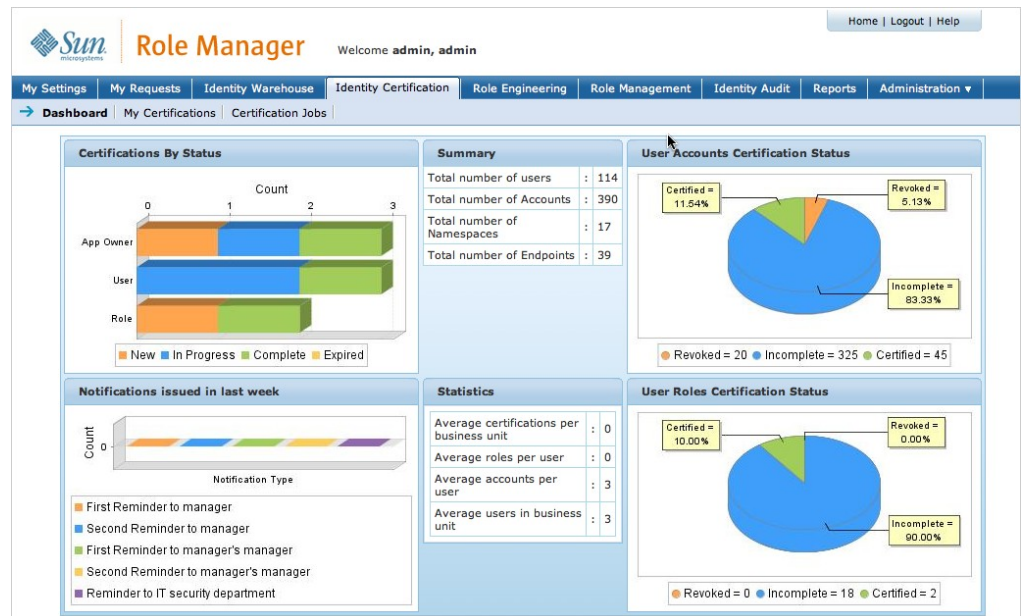 Home | Logout | Help
Sun
microsystems
Role Manager
Welcome admin, admin
My Settings
My Requests
Identity Warehouse
Identity Certification
Role Engineering
Role Management
Identity Audit
Reports
Administration ▾
Dashboard
My Certifications
Certification Jobs
Certifications By Status
Count
0 1 2 3
App Owner
User
Role
New In Progress Complete Expired
Summary
Total number of users : 114
Total number of Accounts : 390
Total number of
Namespaces : 17
Total number of Endpoints : 39
User Accounts Certification Status
Certified =
11.54%
Revoked =
5.13%
Incomplete =
83.33%
Revoked = 20 Incomplete = 325 Certified = 45
Notifications issued in last week
Count
0
Notification Type
First Reminder to manager
Second Reminder to manager
First Reminder to manager's manager
Second Reminder to manager's manager
Reminder to IT security department
Statistics
Average certifications per
business unit : 0
Average roles per user : 0
Average accounts per
user : 3
Average users in business
unit : 3
User Roles Certification Status
Certified =
10.00%
Revoked =
0.00%
Incomplete =
90.00%
Revoked = 0 Incomplete = 18 Certified = 2